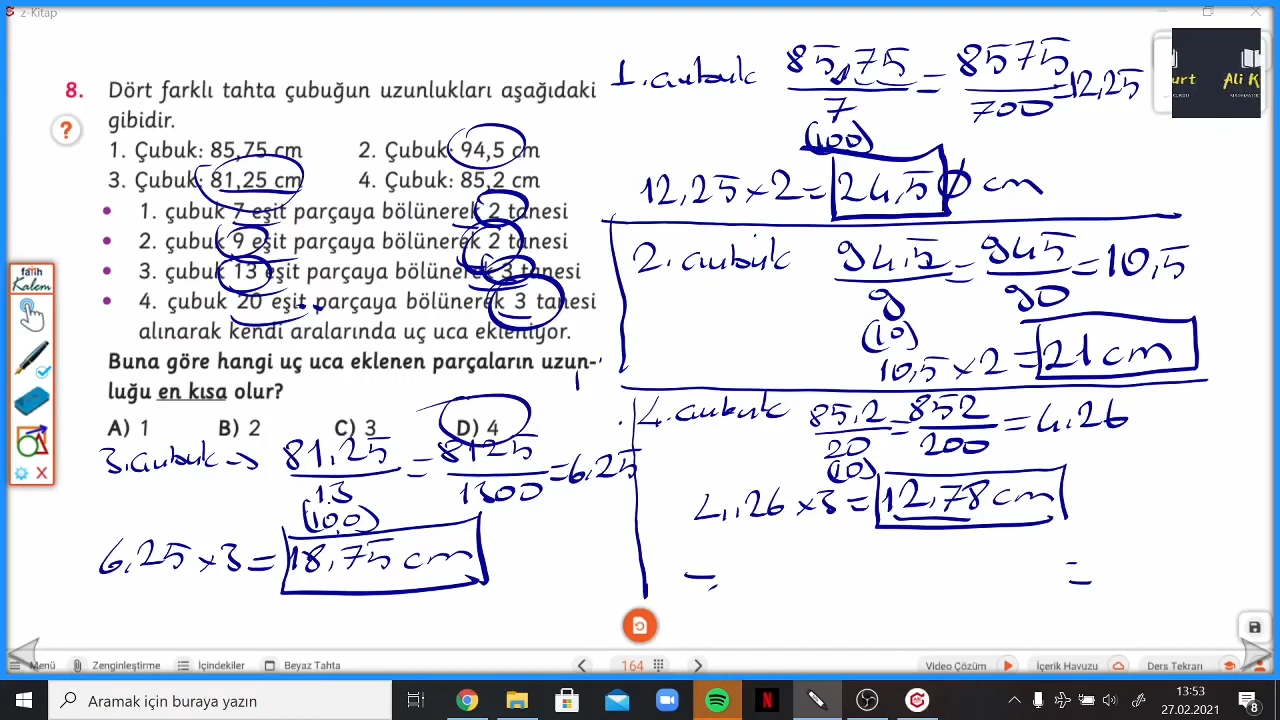 z-Kitap
8. Dört farklı tahta çubuğun uzunlukları aşağıdaki
gibidir.
1. Çubuk: 85,75 cm 2. Çubuk: 94,5 cm
3. Çubuk: 81,25 cm 4. Çubuk: 85,2 cm
• 1. çubuk 7 eşit parçaya bölünerek 2 tanesi
• 2. çubuk 9 eşit parçaya bölünerek 2 tanesi
• 3. çubuk 13 eşit parçaya bölünerek 3 tanesi
• 4. çubuk 20 eşit parçaya bölünerek 3 tanesi
alınarak kendi aralarında uç uca ekleniyor.
Buna göre hangi uç uca eklenen parçaların uzun-
luğu en kısa olur?
A) 1 B) 2 C) 3 D) 4
3. çubuk → 81,25/13 = 8125/1300 = 6,25
(100)
6,25 x 3 = 18,75 cm
1. çubuk 85,75/7 = 8575/700 = 12,25
(100)
12,25 x 2 = 24,50 cm
2. çubuk 94,5/9 = 945/90 = 10,5
(10)
10,5 x 2 = 21 cm
4. çubuk 85,2/20 = 852/200 = 4,26
(10)
4,26 x 3 = 12,78 cm
=
fatih
Kalem
Ali K
Menü Zenginleştirme İçindekiler Beyaz Tahta 164 Video Çözüm İçerik Havuzu Ders Tekrarı
Aramak için buraya yazın
13:53
27.02.2021
8